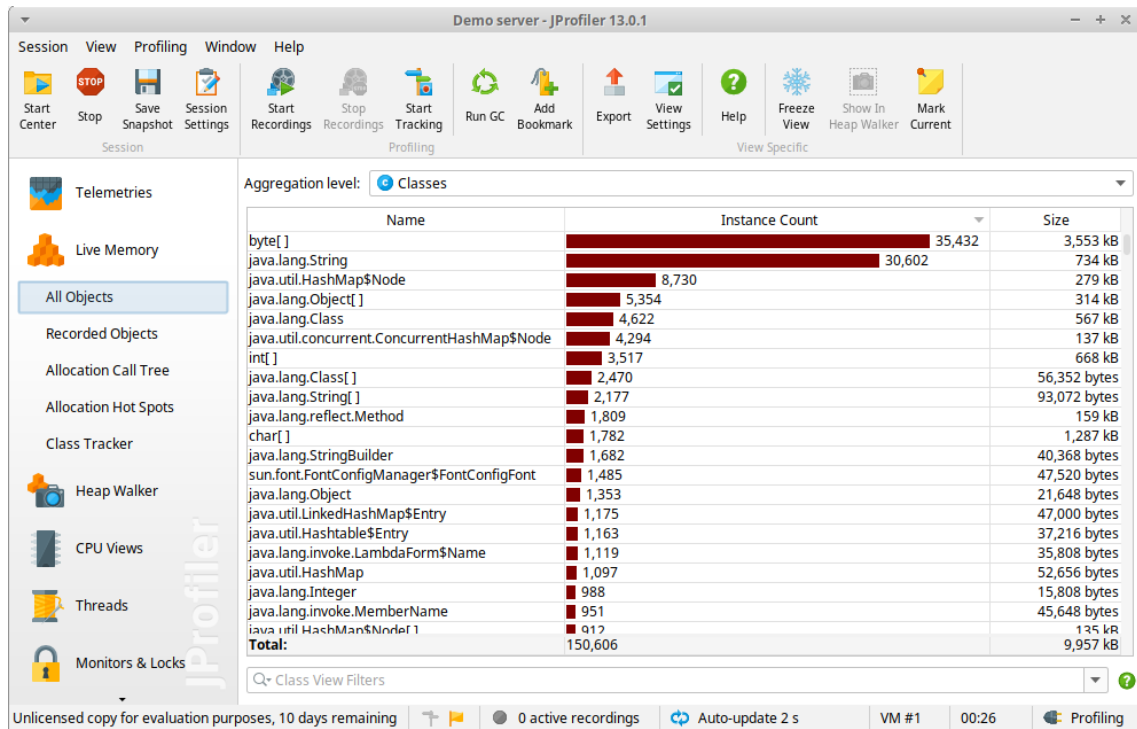 Demo server - JProfiler 13.0.1
Session View Profiling Window Help
Start Center
Stop
Save Snapshot
Session Settings
Start Recordings
Stop Recordings
Start Tracking
Run GC
Add Bookmark
Export
View Settings
Help
Freeze View
Show In Heap Walker
Mark Current
Session
Profiling
View Specific
Telemetries
Live Memory
All Objects
Recorded Objects
Allocation Call Tree
Allocation Hot Spots
Class Tracker
Heap Walker
CPU Views
Threads
Monitors & Locks
JProfiler
Aggregation level: Classes
Name Instance Count Size
byte[ ] 35,432 3,553 kB
java.lang.String 30,602 734 kB
java.util.HashMap$Node 8,730 279 kB
java.lang.Object[ ] 5,354 314 kB
java.lang.Class 4,622 567 kB
java.util.concurrent.ConcurrentHashMap$Node 4,294 137 kB
int[ ] 3,517 668 kB
java.lang.Class[ ] 2,470 56,352 bytes
java.lang.String[ ] 2,177 93,072 bytes
java.lang.reflect.Method 1,809 159 kB
char[ ] 1,782 1,287 kB
java.lang.StringBuilder 1,682 40,368 bytes
sun.font.FontConfigManager$FontConfigFont 1,485 47,520 bytes
java.lang.Object 1,353 21,648 bytes
java.util.LinkedHashMap$Entry 1,175 47,000 bytes
java.util.Hashtable$Entry 1,163 37,216 bytes
java.lang.invoke.LambdaForm$Name 1,119 35,808 bytes
java.util.HashMap 1,097 52,656 bytes
java.lang.Integer 988 15,808 bytes
java.lang.invoke.MemberName 951 45,648 bytes
java.util.HashMap$Node[ ] 912 135 kB
Total: 150,606 9,957 kB
Class View Filters
Unlicensed copy for evaluation purposes, 10 days remaining 0 active recordings Auto-update 2 s VM #1 00:26 Profiling